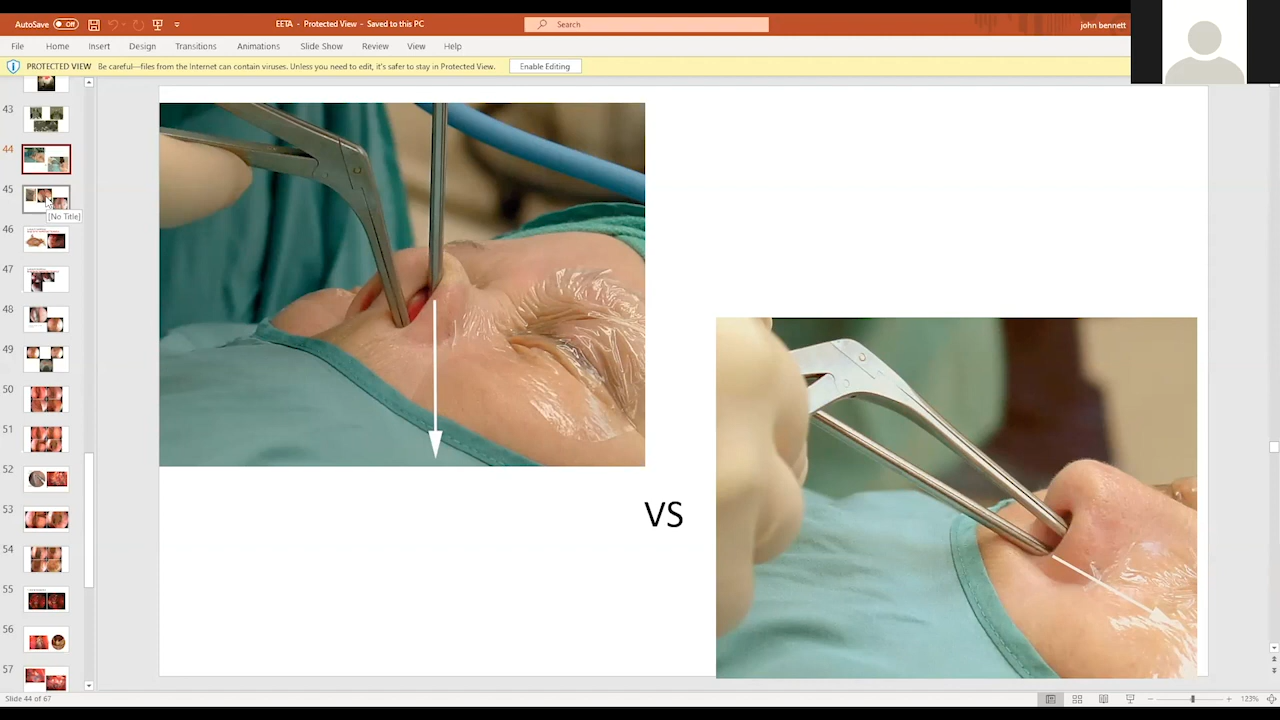 AutoSave Off EETA - Protected View - Saved to this PC Search john bennett
File Home Insert Design Transitions Animations Slide Show Review View Help
PROTECTED VIEW Be careful—files from the Internet can contain viruses. Unless you need to edit, it's safer to stay in Protected View. Enable Editing
43
44
45
[No Title]
46
47
48
49
50
51
52
53
54
55
56
57
VS
Slide 44 of 67 123%